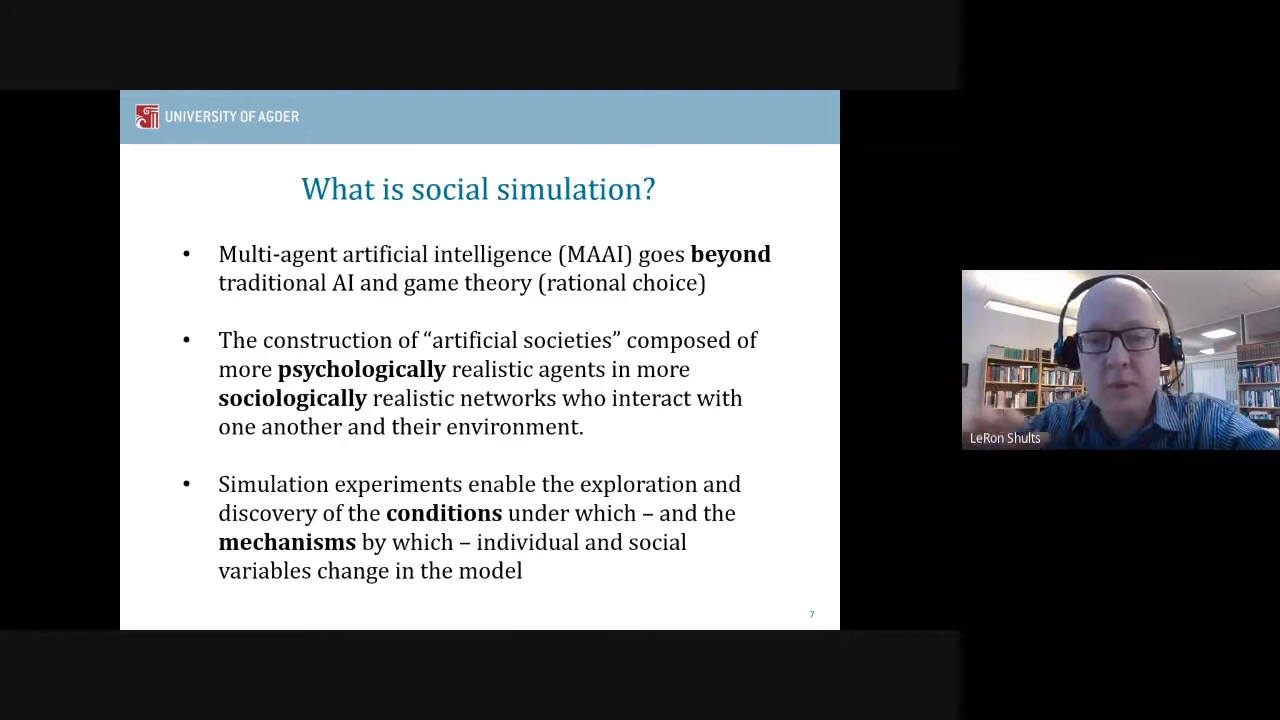 UNIVERSITY OF AGDER
What is social simulation?
• Multi-agent artificial intelligence (MAAI) goes beyond
traditional AI and game theory (rational choice)
• The construction of “artificial societies” composed of
more psychologically realistic agents in more
sociologically realistic networks who interact with
one another and their environment.
• Simulation experiments enable the exploration and
discovery of the conditions under which – and the
mechanisms by which – individual and social
variables change in the model
7
LeRon Shults